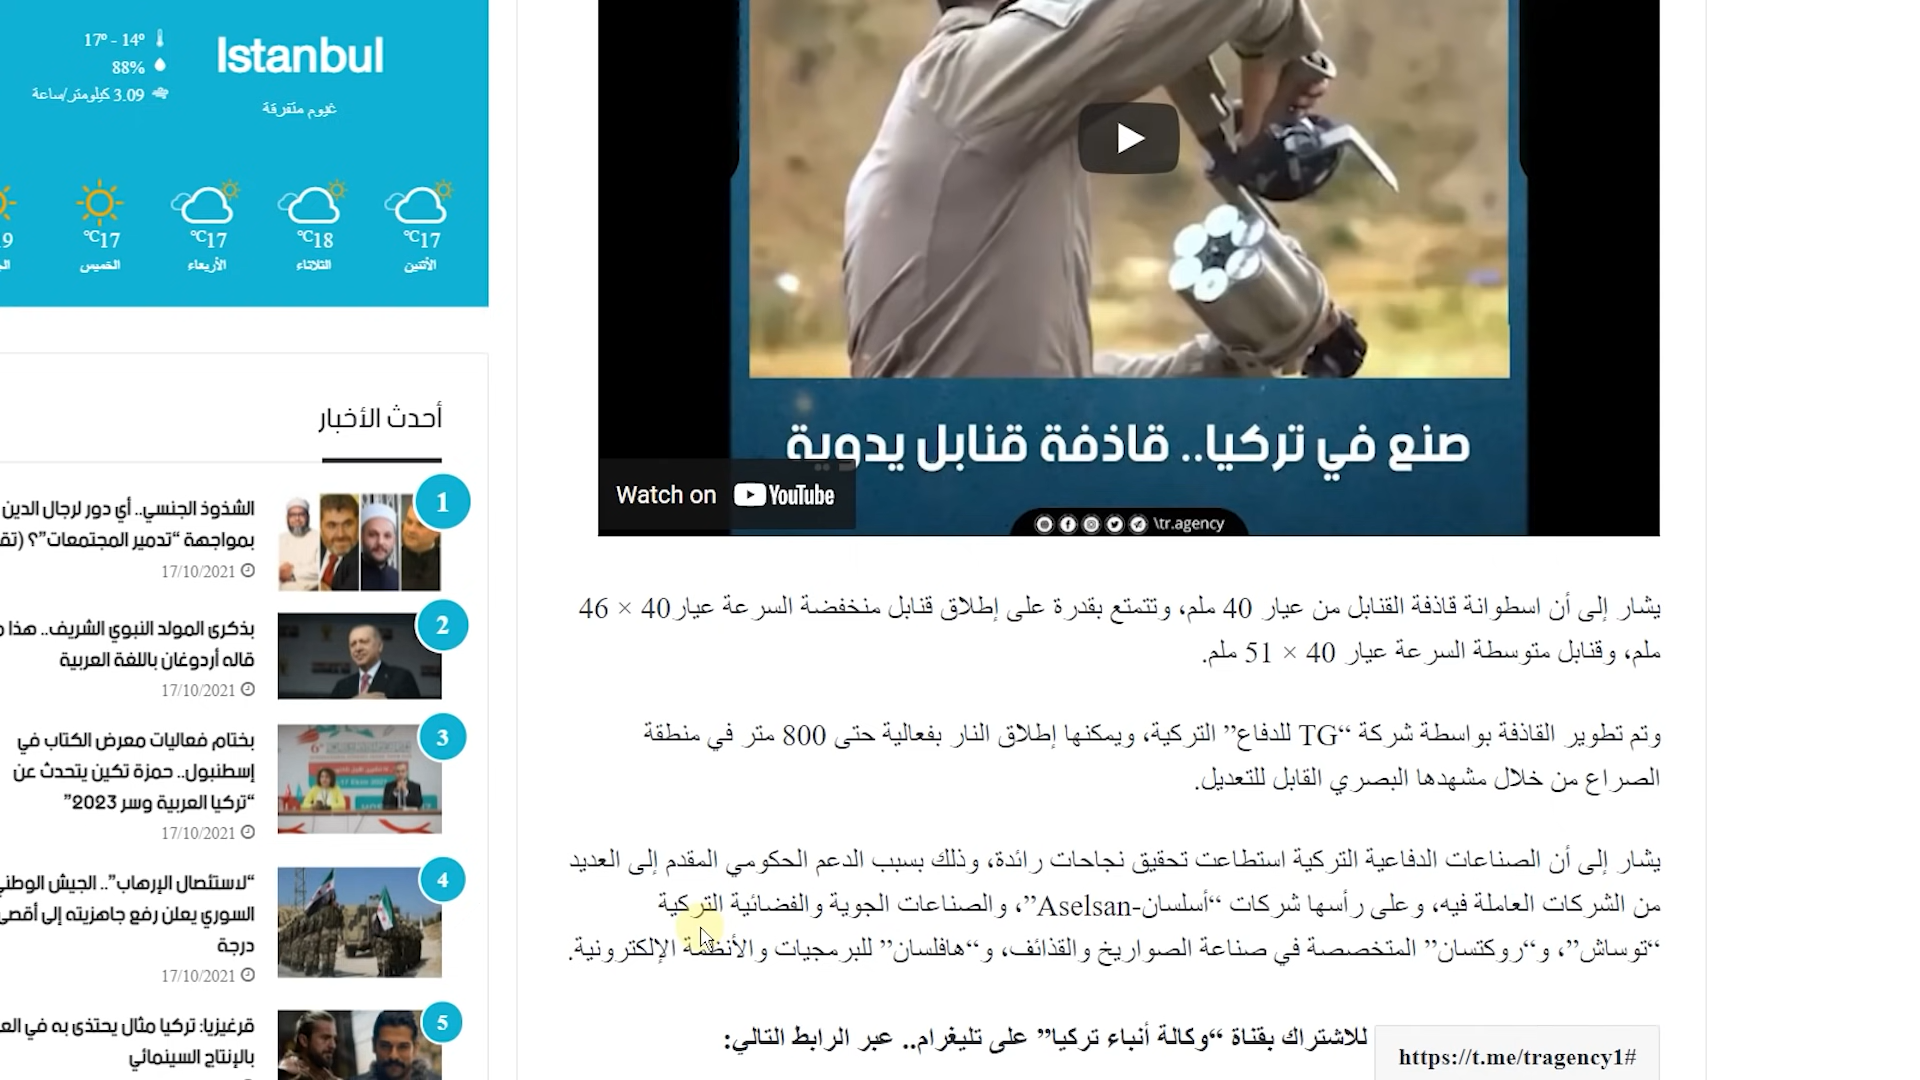 Istanbul
غيوم متفرقة
17º - 14º
88%
3.09 كيلومتر/ساعة
℃17
℃18
℃17
℃17
الأثنين
الثلاثاء
الأربعاء
الخميس
أحدث الأخبار
1
الشذوذ الجنسي.. أي دور لرجال الدين
بمواجهة “تدمير المجتمعات”؟
17/10/2021
2
بذكرى المولد النبوي الشريف.. هذا
قاله أردوغان باللغة العربية
17/10/2021
3
بختام فعاليات معرض الكتاب في
إسطنبول.. حمزة تكين يتحدث عن
“تركيا العربية وسر 2023”
17/10/2021
4
“لاستئصال الإرهاب”.. الجيش الوطني
السوري يعلن رفع جاهزيته إلى أقصى
درجة
17/10/2021
5
قرغيزيا: تركيا مثال يحتذى به في
بالإنتاج السينمائي
صنع في تركيا.. قاذفة قنابل يدوية
Watch on YouTube
\tr.agency
يشار إلى أن اسطوانة قاذفة القنابل من عيار 40 ملم، وتتمتع بقدرة على إطلاق قنابل منخفضة السرعة عيار40 × 46
ملم، وقنابل متوسطة السرعة عيار 40 × 51 ملم.
وتم تطوير القاذفة بواسطة شركة “TG للدفاع” التركية، ويمكنها إطلاق النار بفعالية حتى 800 متر في منطقة
الصراع من خلال مشهدها البصري القابل للتعديل.
يشار إلى أن الصناعات الدفاعية التركية استطاعت تحقيق نجاحات رائدة، وذلك بسبب الدعم الحكومي المقدم إلى العديد
من الشركات العاملة فيه، وعلى رأسها شركات “أسلسان-Aselsan”، والصناعات الجوية والفضائية التركية
“توساش”، و“روكتسان” المتخصصة في صناعة الصواريخ والقذائف، و“هافلسان” للبرمجيات والأنظمة الإلكترونية.
للاشتراك بقناة “وكالة أنباء تركيا” على تليغرام.. عبر الرابط التالي:
https://t.me/tragency1#